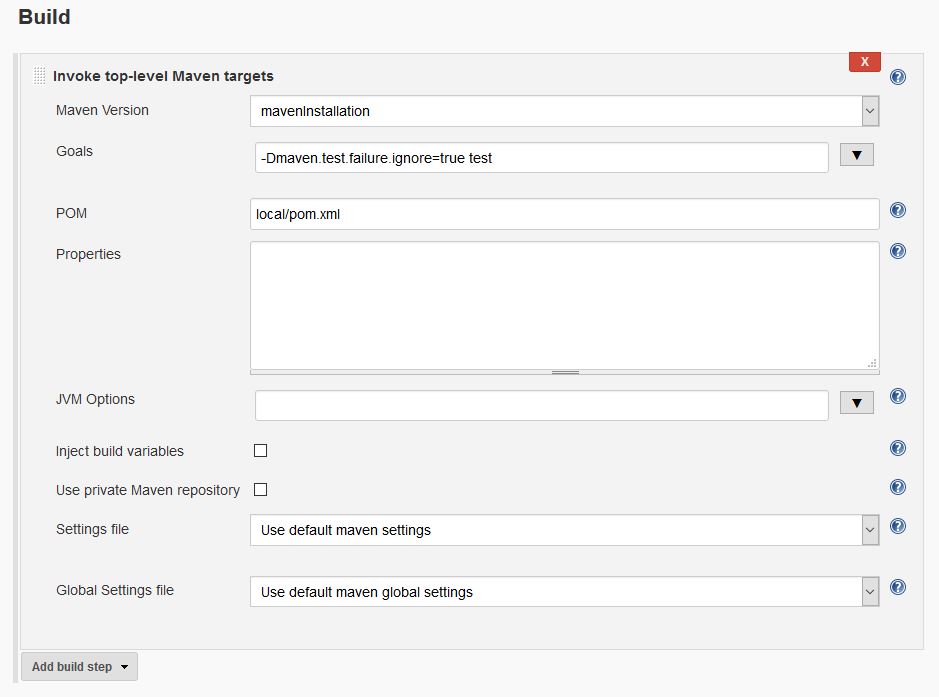 Build
Invoke top-level Maven targets
X
?
Maven Version
mavenInstallation
Goals
-Dmaven.test.failure.ignore=true test
POM
local/pom.xml
?
Properties
?
JVM Options
?
Inject build variables
?
Use private Maven repository
?
Settings file
Use default maven settings
?
Global Settings file
Use default maven global settings
?
Add build step